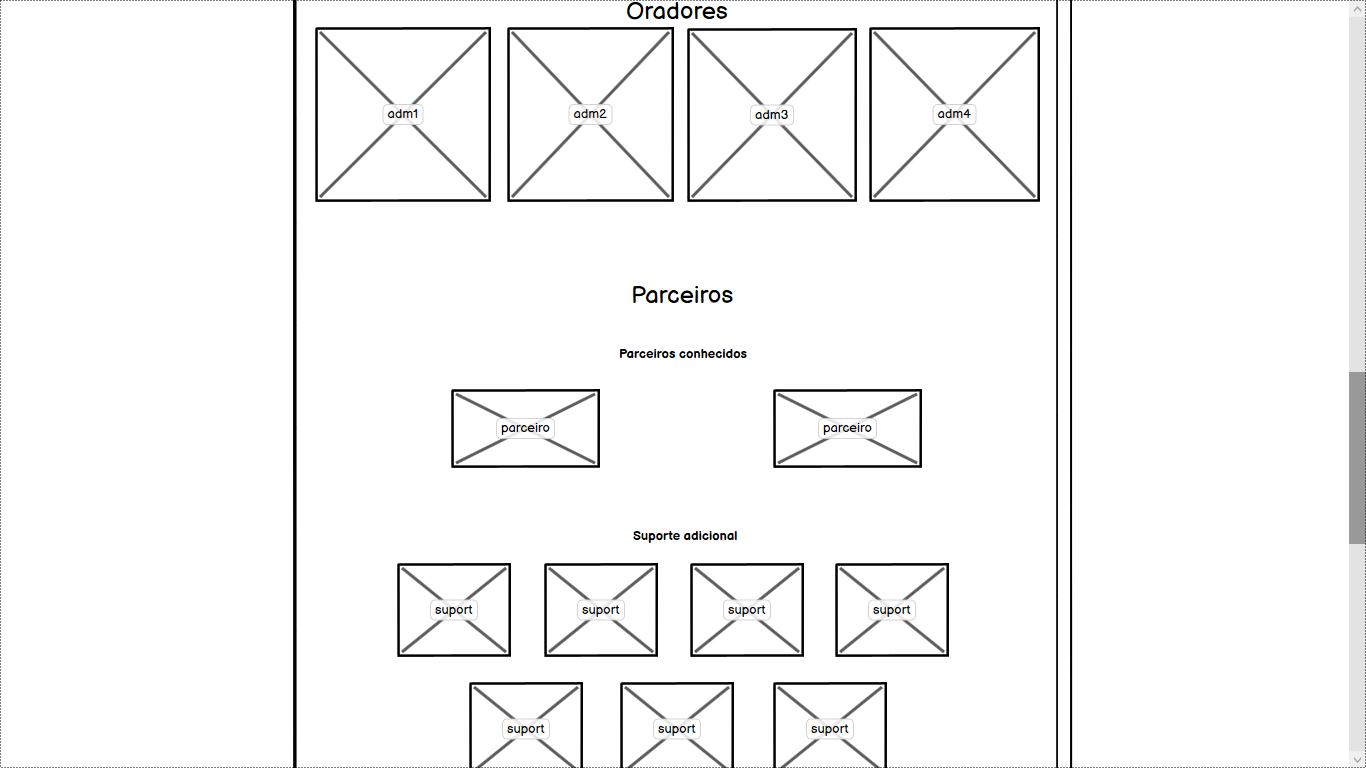 Oradores
adm1 adm2 adm3 adm4
Parceiros
Parceiros conhecidos
parceiro parceiro
Suporte adicional
suport suport suport suport
suport suport suport